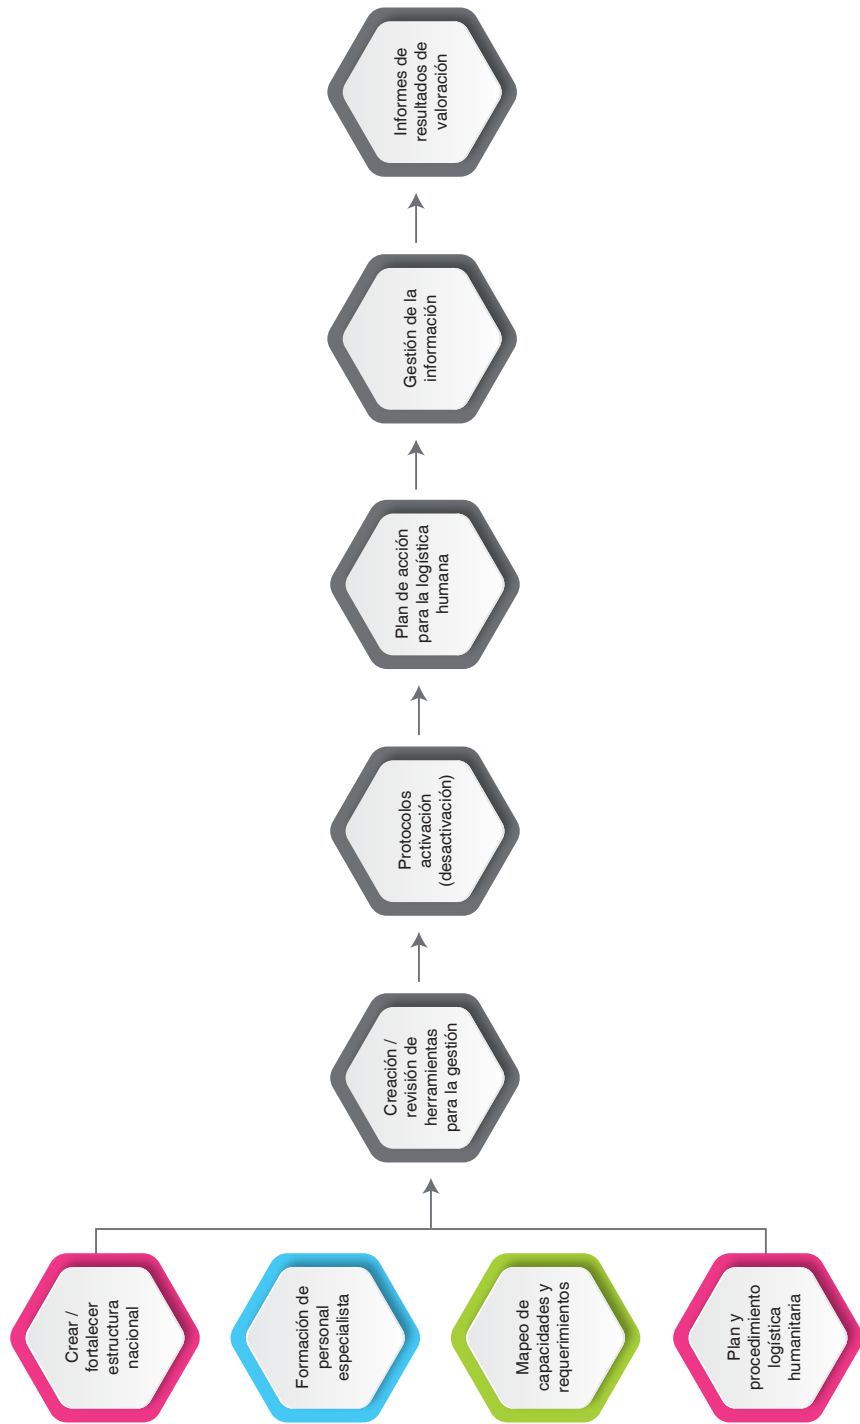 Crear /
fortalecer
estructura
nacional
Formación de
personal
especialista
Mapeo de
capacidades y
requerimientos
Plan y
procedimiento
logística
humanitaria
Creación /
revisión de
herramientas
para la gestión
Protocolos
activación
(desactivación)
Plan de acción
para la logística
humana
Gestión de la
información
Informes de
resultados de
valoración